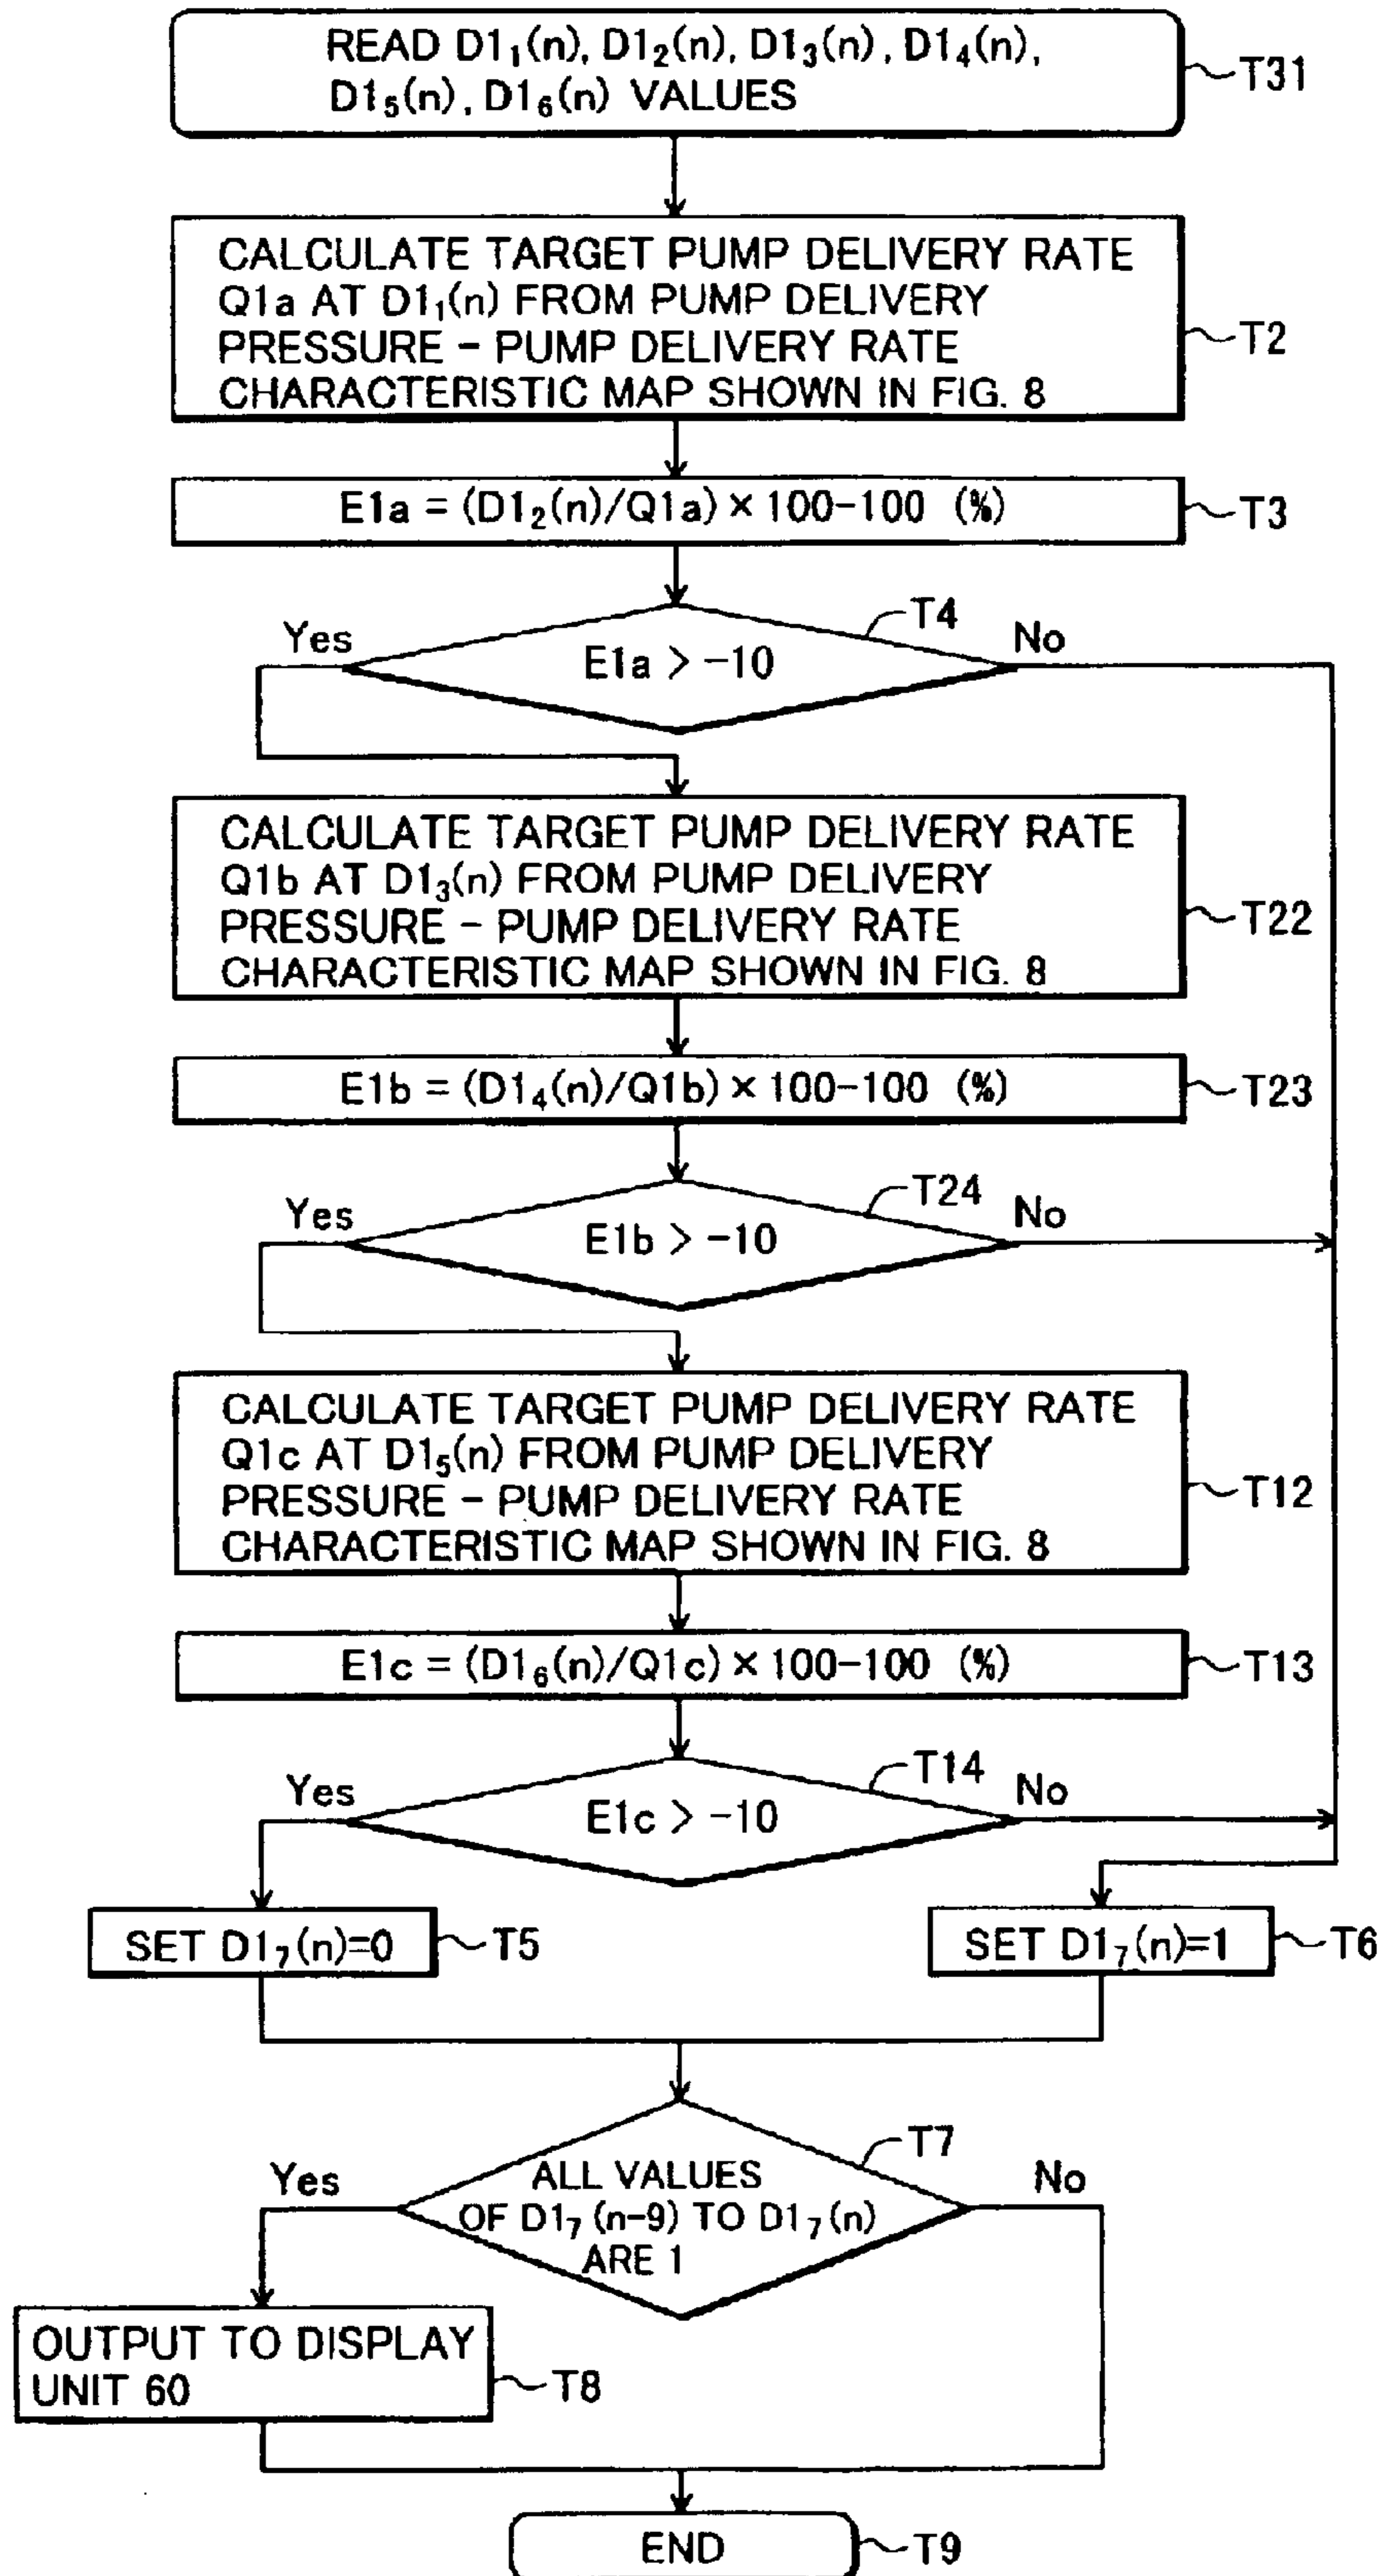 READ D1₁(n), D1₂(n), D1₃(n), D1₄(n),
D1₅(n), D1₆(n) VALUES
T31
CALCULATE TARGET PUMP DELIVERY RATE
Q1a AT D1₁(n) FROM PUMP DELIVERY
PRESSURE - PUMP DELIVERY RATE
CHARACTERISTIC MAP SHOWN IN FIG. 8
T2
E1a = (D1₂(n)/Q1a) × 100-100 (%)
T3
T4
Yes
E1a > -10
No
CALCULATE TARGET PUMP DELIVERY RATE
Q1b AT D1₃(n) FROM PUMP DELIVERY
PRESSURE - PUMP DELIVERY RATE
CHARACTERISTIC MAP SHOWN IN FIG. 8
T22
E1b = (D1₄(n)/Q1b) × 100-100 (%)
T23
T24
Yes
E1b > -10
No
CALCULATE TARGET PUMP DELIVERY RATE
Q1c AT D1₅(n) FROM PUMP DELIVERY
PRESSURE - PUMP DELIVERY RATE
CHARACTERISTIC MAP SHOWN IN FIG. 8
T12
E1c = (D1₆(n)/Q1c) × 100-100 (%)
T13
T14
Yes
E1c > -10
No
SET D1₇(n)=0
T5
SET D1₇(n)=1
T6
T7
Yes
ALL VALUES
OF D1₇(n-9) TO D1₇(n)
ARE 1
No
OUTPUT TO DISPLAY
UNIT 60
T8
END
T9